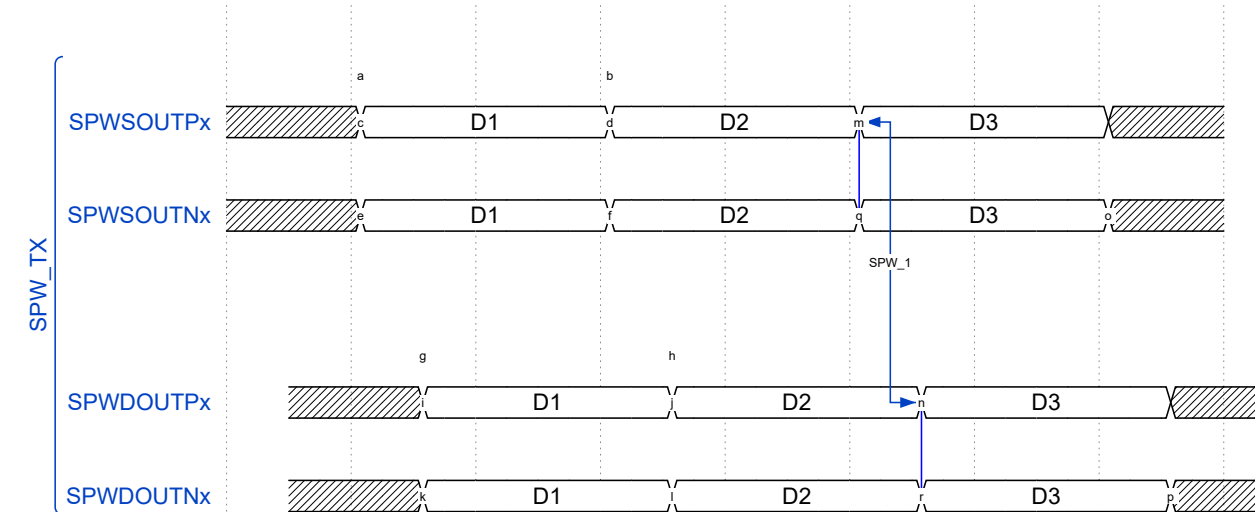 a b
SPWSOUTPx c D1 d D2 m D3
SPWSOUTNx e D1 f D2 q D3 o
SPW_1
SPW_TX
g h
SPWDOUTPx i D1 j D2 n D3
SPWDOUTNx k D1 l D2 r D3 p